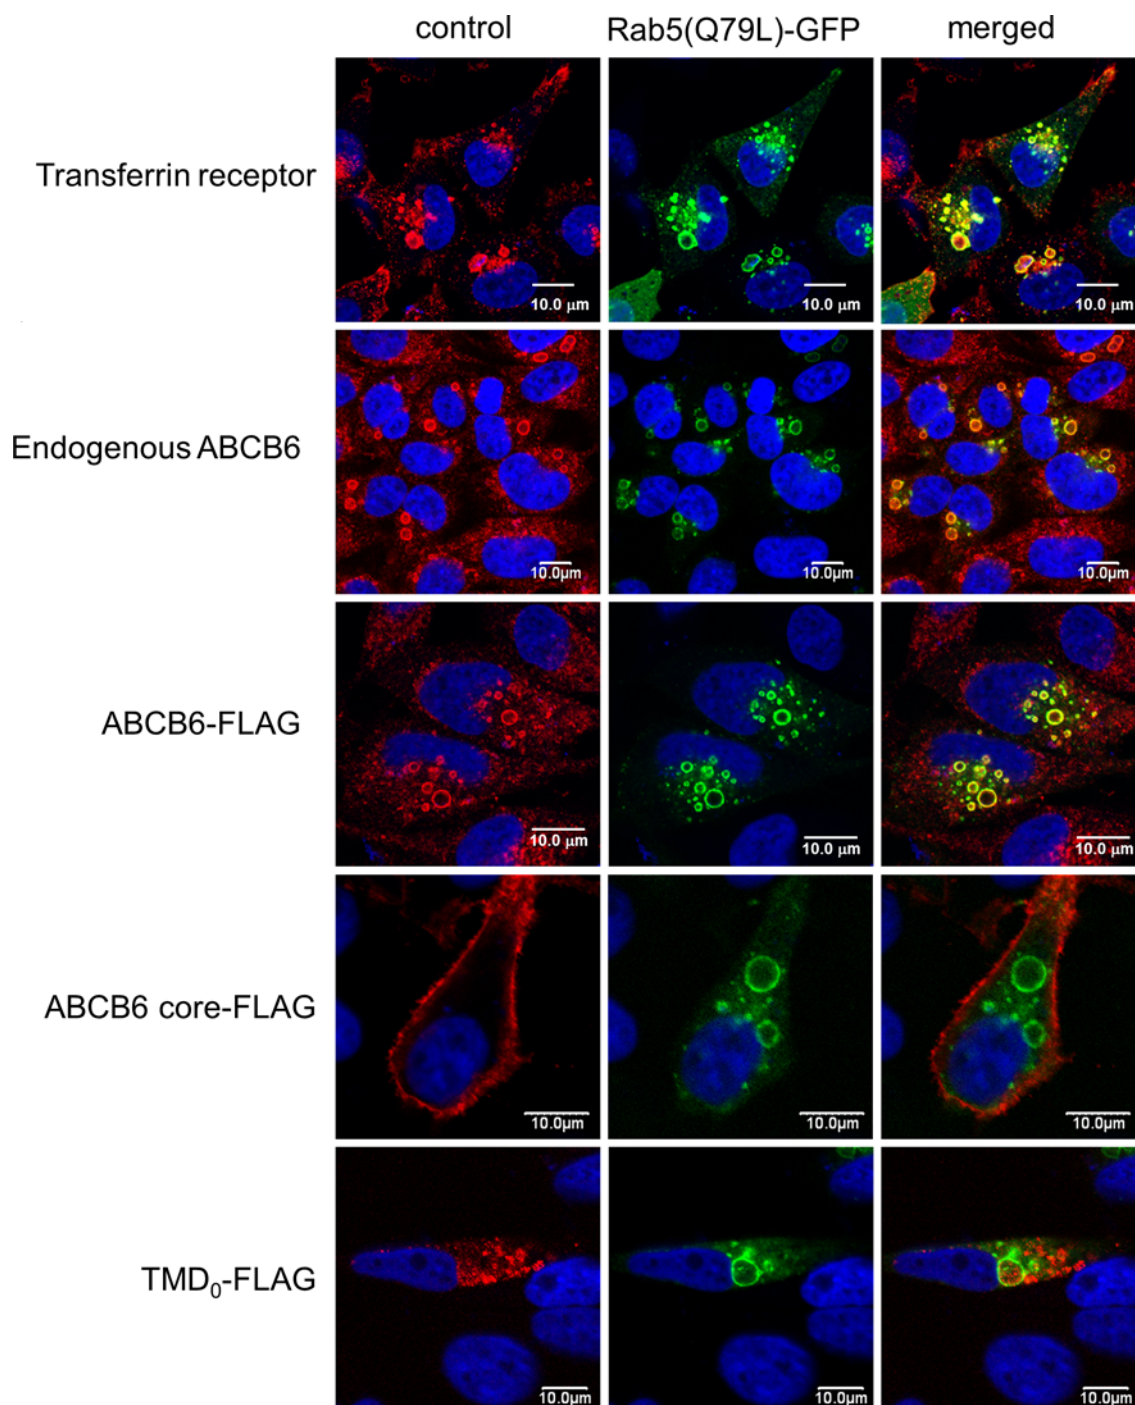 control Rab5(Q79L)-GFP merged
Transferrin receptor
10.0 μm 10.0 μm 10.0 μm
Endogenous ABCB6
10.0μm 10.0μm 10.0μm
ABCB6-FLAG
10.0 μm 10.0 μm 10.0 μm
ABCB6 core-FLAG
10.0μm 10.0μm 10.0μm
TMD₀-FLAG
10.0μm 10.0μm 10.0μm